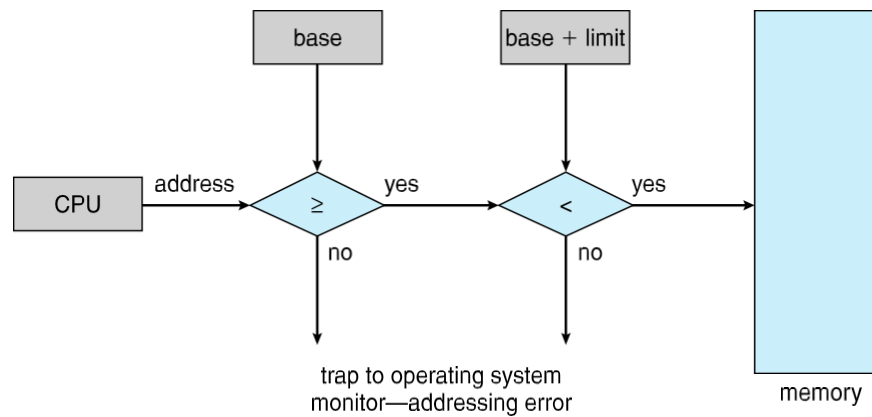 base
base + limit
CPU
address
≥
yes
<
yes
no
no
trap to operating system
monitor—addressing error
memory